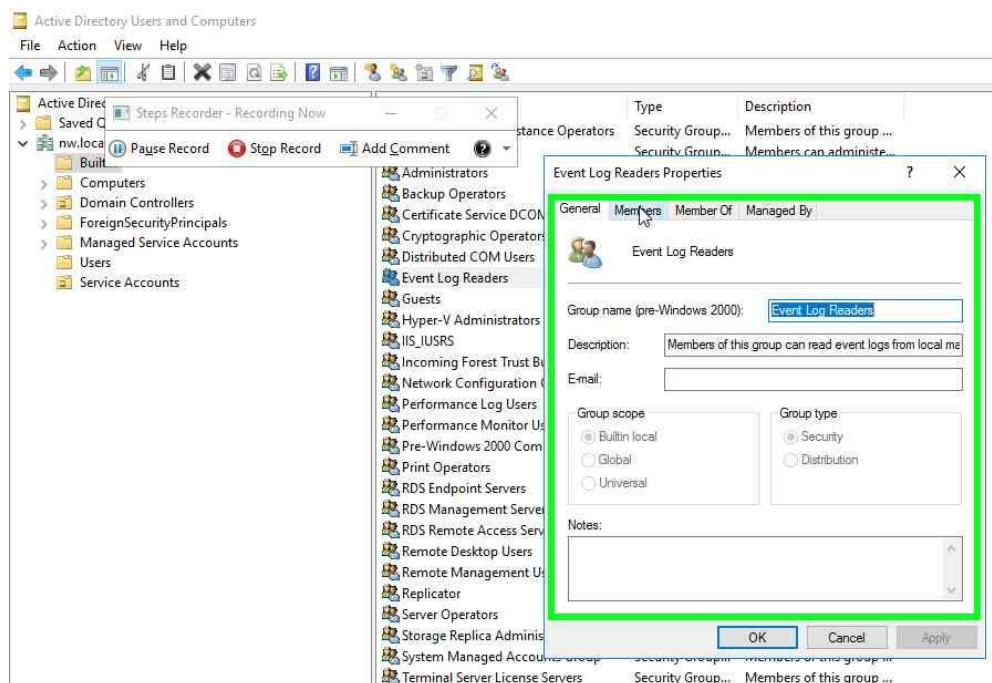 Active Directory Users and Computers
File Action View Help
Active Direc
Saved Q
nw.loca
Built
Computers
Domain Controllers
ForeignSecurityPrincipals
Managed Service Accounts
Users
Service Accounts
Steps Recorder - Recording Now
Pause Record Stop Record Add Comment
Type Description
stance Operators Security Group... Members of this group ...
Security Group... Members can administe...
Administrators
Backup Operators
Certificate Service DCOM
Cryptographic Operators
Distributed COM Users
Event Log Readers
Guests
Hyper-V Administrators
IIS_IUSRS
Incoming Forest Trust Bu
Network Configuration
Performance Log Users
Performance Monitor Us
Pre-Windows 2000 Com
Print Operators
RDS Endpoint Servers
RDS Management Server
RDS Remote Access Serv
Remote Desktop Users
Remote Management Us
Replicator
Server Operators
Storage Replica Adminis
System Managed Accounts Group Security Group... Members of this group ...
Terminal Server License Servers Security Group... Members of this group ...
Event Log Readers Properties ?
General Members Member Of Managed By
Event Log Readers
Group name (pre-Windows 2000): Event Log Readers
Description: Members of this group can read event logs from local ma
E-mail:
Group scope
Builtin local
Global
Universal
Group type
Security
Distribution
Notes:
OK Cancel Apply